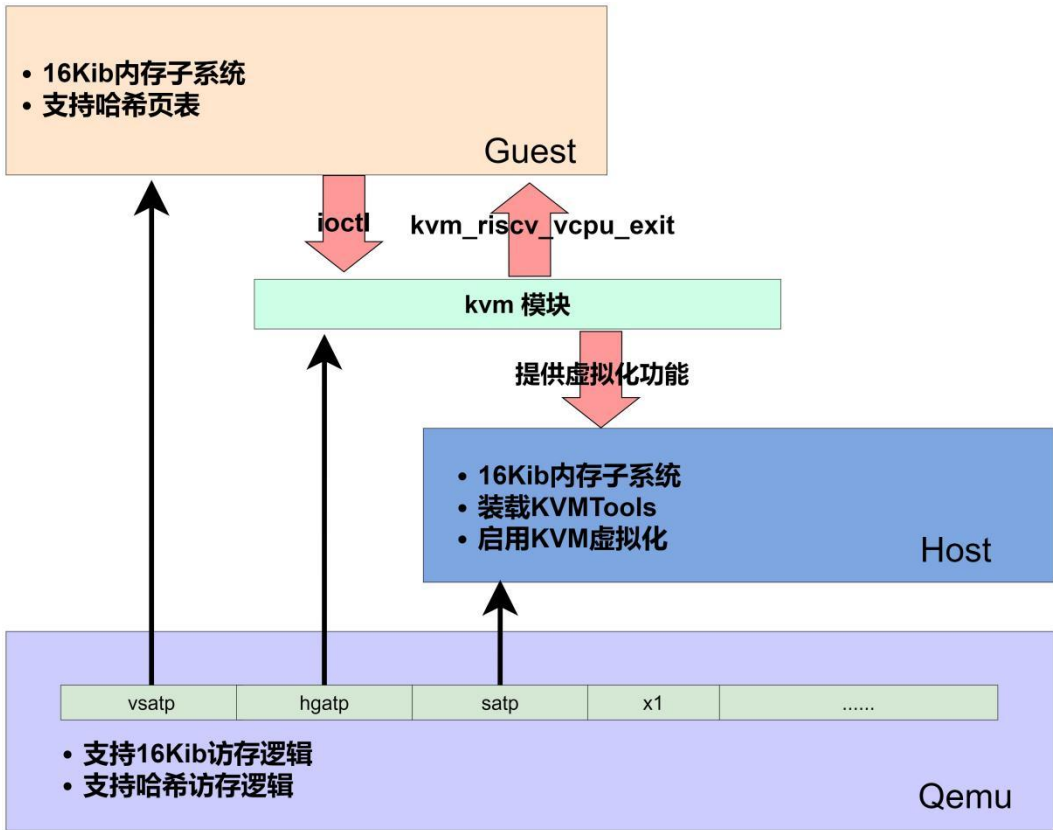 • 16Kib内存子系统
• 支持哈希页表
Guest
ioctl
kvm_riscv_vcpu_exit
kvm 模块
提供虚拟化功能
• 16Kib内存子系统
• 装载KVMTools
• 启用KVM虚拟化
Host
vsatp
hgatp
satp
x1
......
• 支持16Kib访存逻辑
• 支持哈希访存逻辑
Qemu